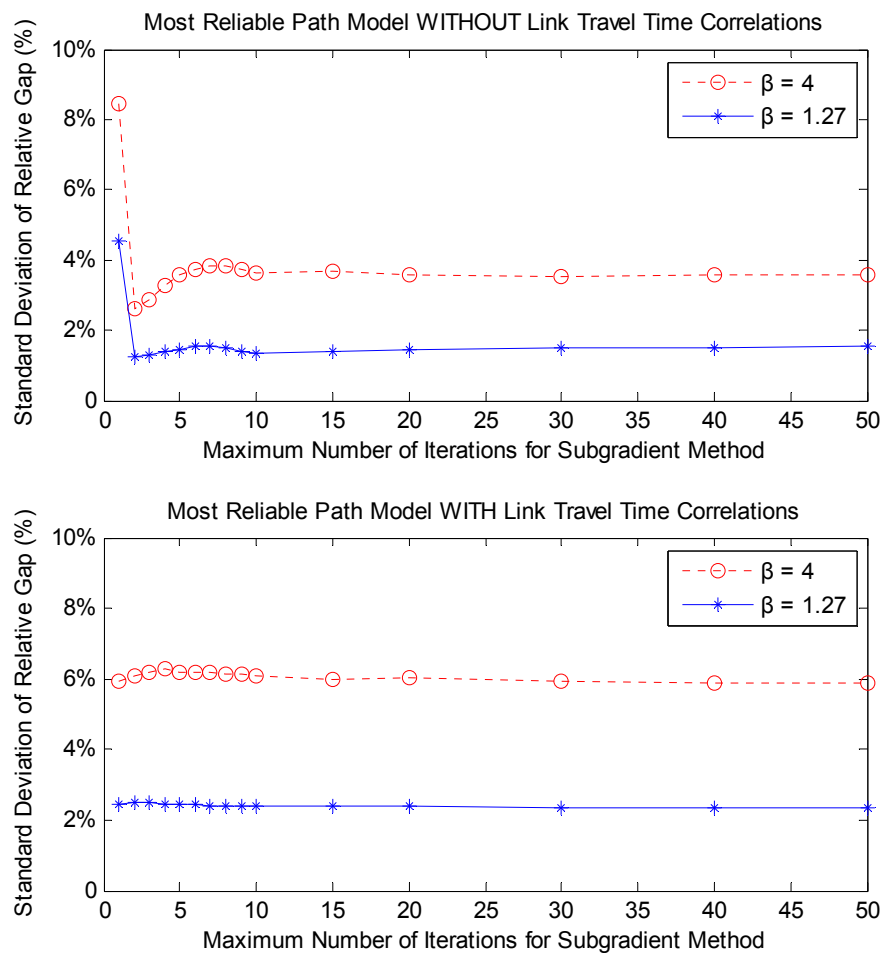 Most Reliable Path Model WITHOUT Link Travel Time Correlations
Standard Deviation of Relative Gap (%)
10%
8%
6%
4%
2%
0
β = 4
β = 1.27
0 5 10 15 20 25 30 35 40 45 50
Maximum Number of Iterations for Subgradient Method
Most Reliable Path Model WITH Link Travel Time Correlations
Standard Deviation of Relative Gap (%)
10%
8%
6%
4%
2%
0
β = 4
β = 1.27
0 5 10 15 20 25 30 35 40 45 50
Maximum Number of Iterations for Subgradient Method